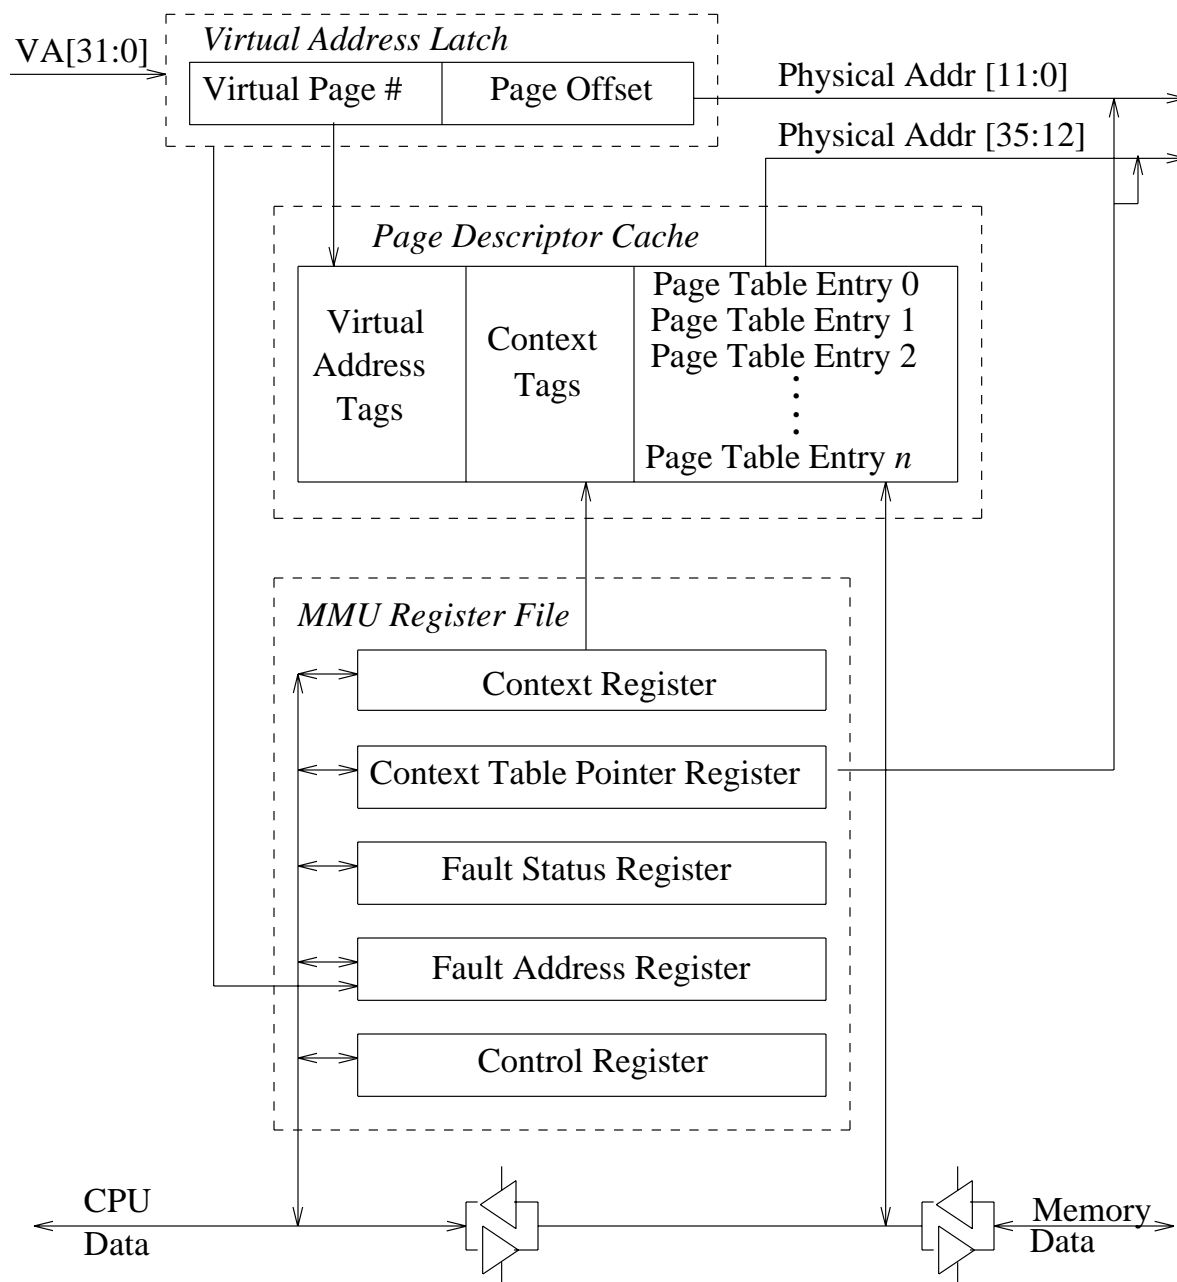 Virtual Address Latch
VA[31:0]
Virtual Page #
Page Offset
Physical Addr [11:0]
Physical Addr [35:12]
Page Descriptor Cache
Virtual
Address
Tags
Context
Tags
Page Table Entry 0
Page Table Entry 1
Page Table Entry 2
Page Table Entry n
MMU Register File
Context Register
Context Table Pointer Register
Fault Status Register
Fault Address Register
Control Register
CPU
Data
Memory
Data